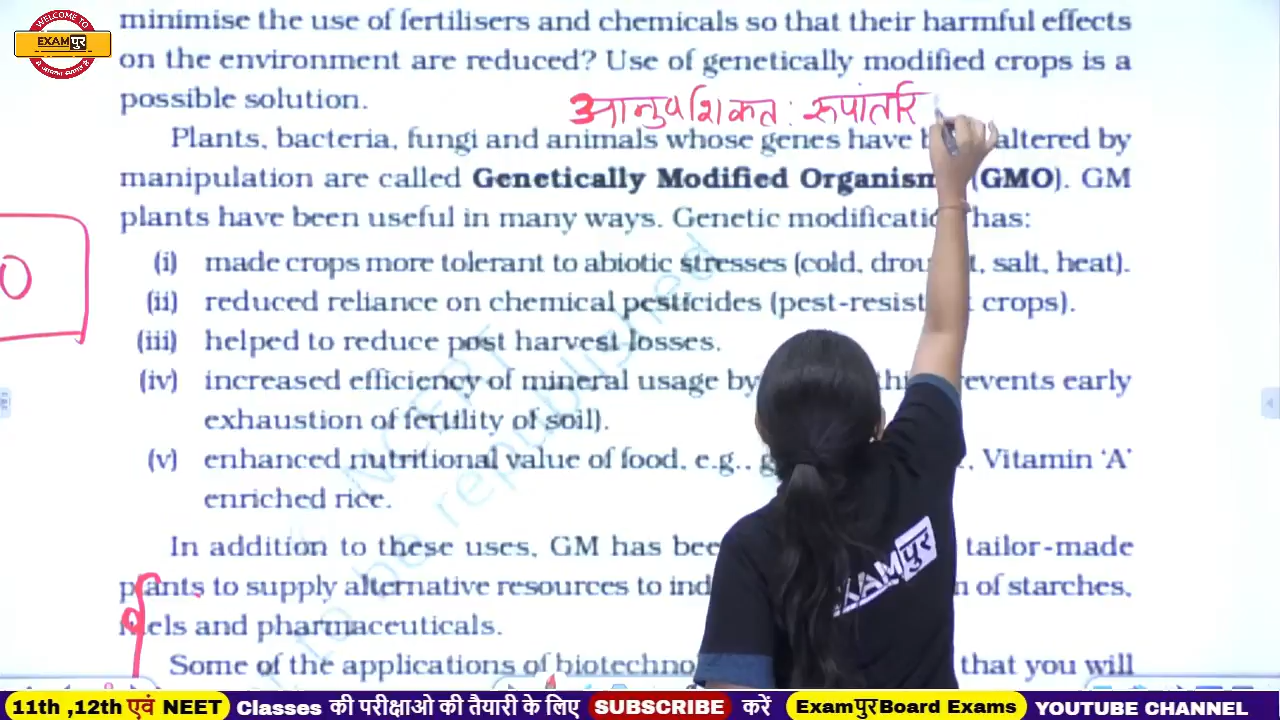 WELCOME TO
EXAMपुर
minimise the use of fertilisers and chemicals so that their harmful effects
on the environment are reduced? Use of genetically modified crops is a
possible solution.
आनुवशिकत: रूपांतरि
Plants, bacteria, fungi and animals whose genes have b altered by
manipulation are called Genetically Modified Organism (GMO). GM
plants have been useful in many ways. Genetic modificatio has:
(i) made crops more tolerant to abiotic stresses (cold, drou t, salt, heat).
(ii) reduced reliance on chemical pesticides (pest-resist t crops).
(iii) helped to reduce post harvest losses.
(iv) increased efficiency of mineral usage by thi revents early
exhaustion of fertility of soil).
(v) enhanced nutritional value of food, e.g., g , Vitamin ‘A’
enriched rice.
In addition to these uses, GM has bee tailor-made
plants to supply alternative resources to ind n of starches,
fuels and pharmaceuticals.
Some of the applications of biotechno that you will
EXAMपुर
11th ,12th एवं NEET Classes की परीक्षाओ की तैयारी के लिए SUBSCRIBE करें ExamपुरBoard Exams YOUTUBE CHANNEL